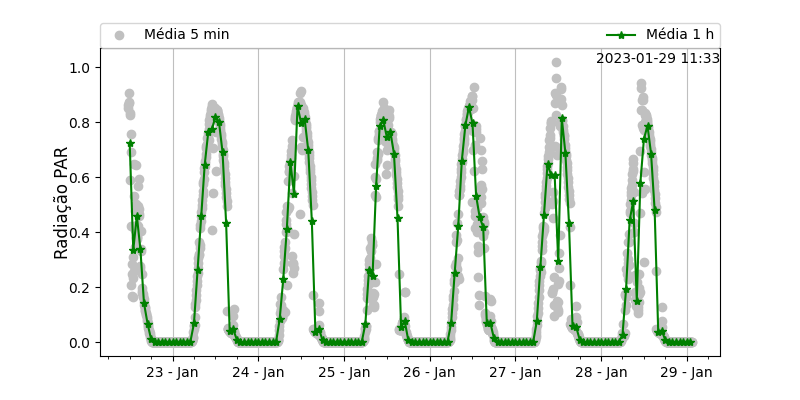 Média 5 min
Média 1 h
2023-01-29 11:33
Radiação PAR
1.0
0.8
0.6
0.4
0.2
0.0
23 - Jan
24 - Jan
25 - Jan
26 - Jan
27 - Jan
28 - Jan
29 - Jan